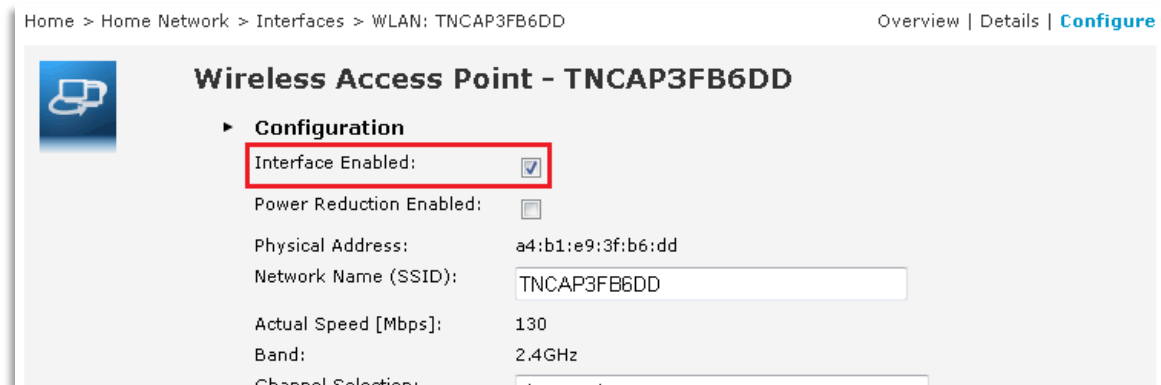 Home > Home Network > Interfaces > WLAN: TNCAP3FB6DD Overview | Details | Configure
Wireless Access Point - TNCAP3FB6DD
Configuration
Interface Enabled:
Power Reduction Enabled:
Physical Address: a4:b1:e9:3f:b6:dd
Network Name (SSID): TNCAP3FB6DD
Actual Speed [Mbps]: 130
Band: 2.4GHz
Channel Selection: